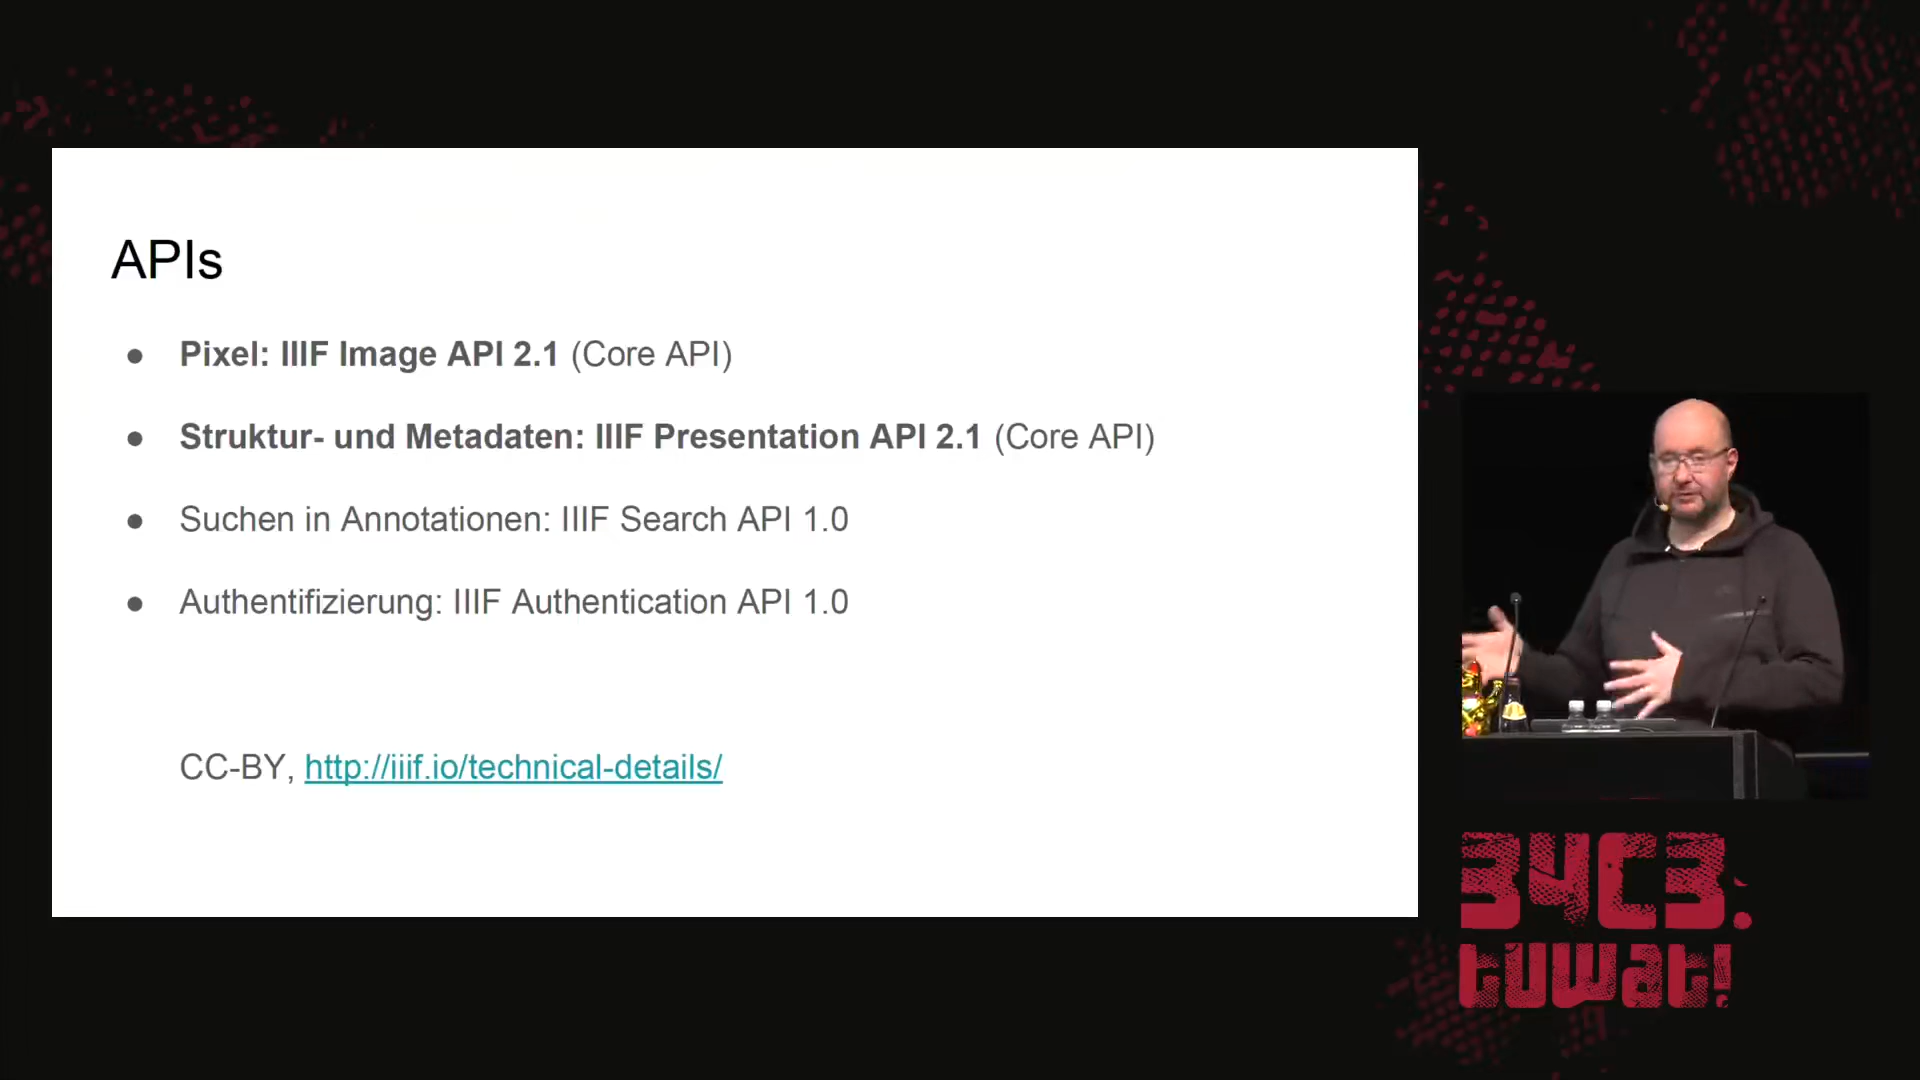 APIs
● Pixel: IIIF Image API 2.1 (Core API)
● Struktur- und Metadaten: IIIF Presentation API 2.1 (Core API)
● Suchen in Annotationen: IIIF Search API 1.0
● Authentifizierung: IIIF Authentication API 1.0
CC-BY, http://iiif.io/technical-details/
34C3.
tuwat!